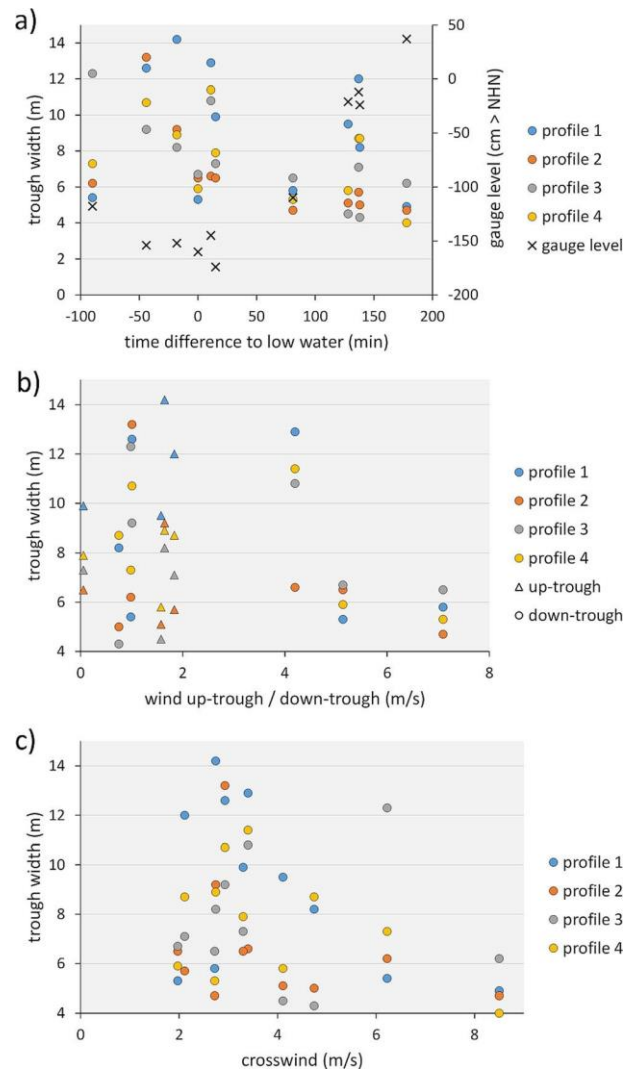 a)
14
12
10
8
6
4
2
0
trough width (m)
50
0
-50
-100
-150
-200
gauge level (cm > NHN)
-100 -50 0 50 100 150 200
time difference to low water (min)
profile 1
profile 2
profile 3
profile 4
gauge level
b)
14
12
10
8
6
4
trough width (m)
0 2 4 6 8
wind up-trough / down-trough (m/s)
profile 1
profile 2
profile 3
profile 4
up-trough
down-trough
c)
14
12
10
8
6
4
trough width (m)
0 2 4 6 8
crosswind (m/s)
profile 1
profile 2
profile 3
profile 4